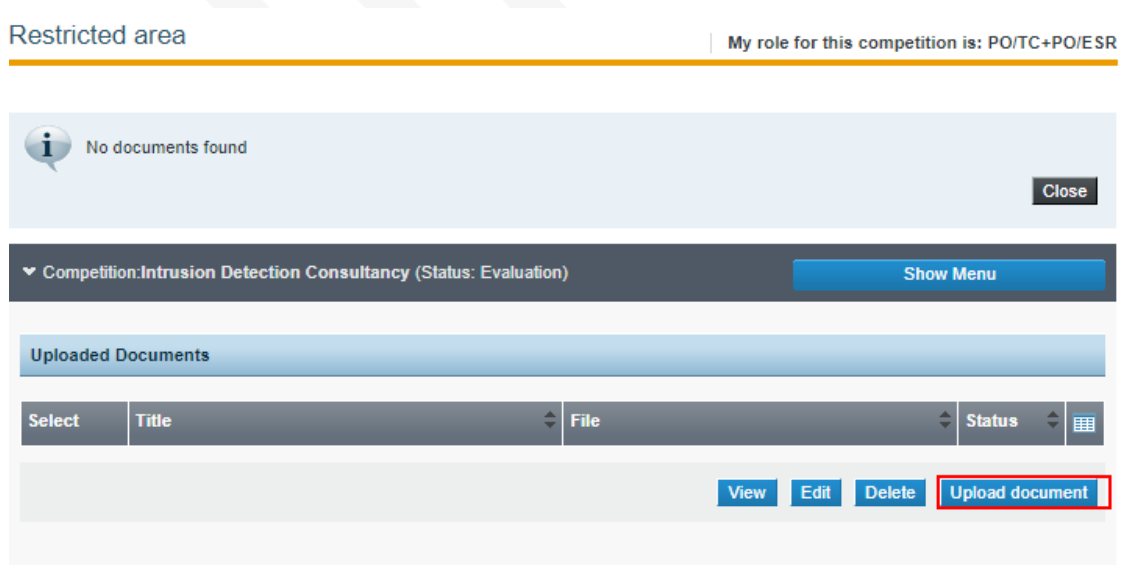 Restricted area
My role for this competition is: PO/TC+PO/ESR
No documents found
Close
Competition:Intrusion Detection Consultancy (Status: Evaluation)
Show Menu
Uploaded Documents
Select Title File Status
View Edit Delete Upload document